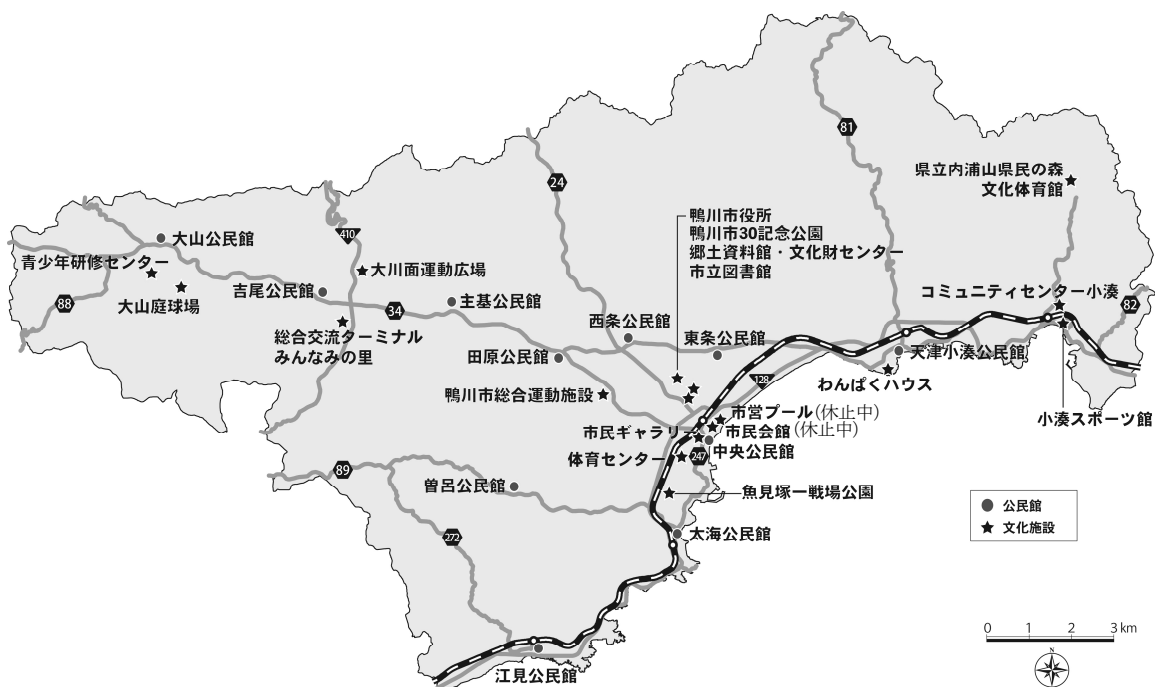 81
24
県立内浦山県民の森
文化体育館
鴨川市役所
鴨川市30記念公園
郷土資料館・文化財センター
市立図書館
大山公民館
410
青少年研修センター
大川面運動広場
大山庭球場
吉尾公民館
主基公民館
コミュニティセンター小湊
88
34
82
総合交流ターミナル
みんなみの里
西条公民館
東条公民館
田原公民館
天津小湊公民館
128
わんぱくハウス
鴨川市総合運動施設
市営プール(休止中)
小湊スポーツ館
市民ギャラリー
市民会館(休止中)
体育センター
247
中央公民館
89
曽呂公民館
魚見塚一戦場公園
公民館
文化施設
272
太海公民館
0 1 2 3 km
N
江見公民館